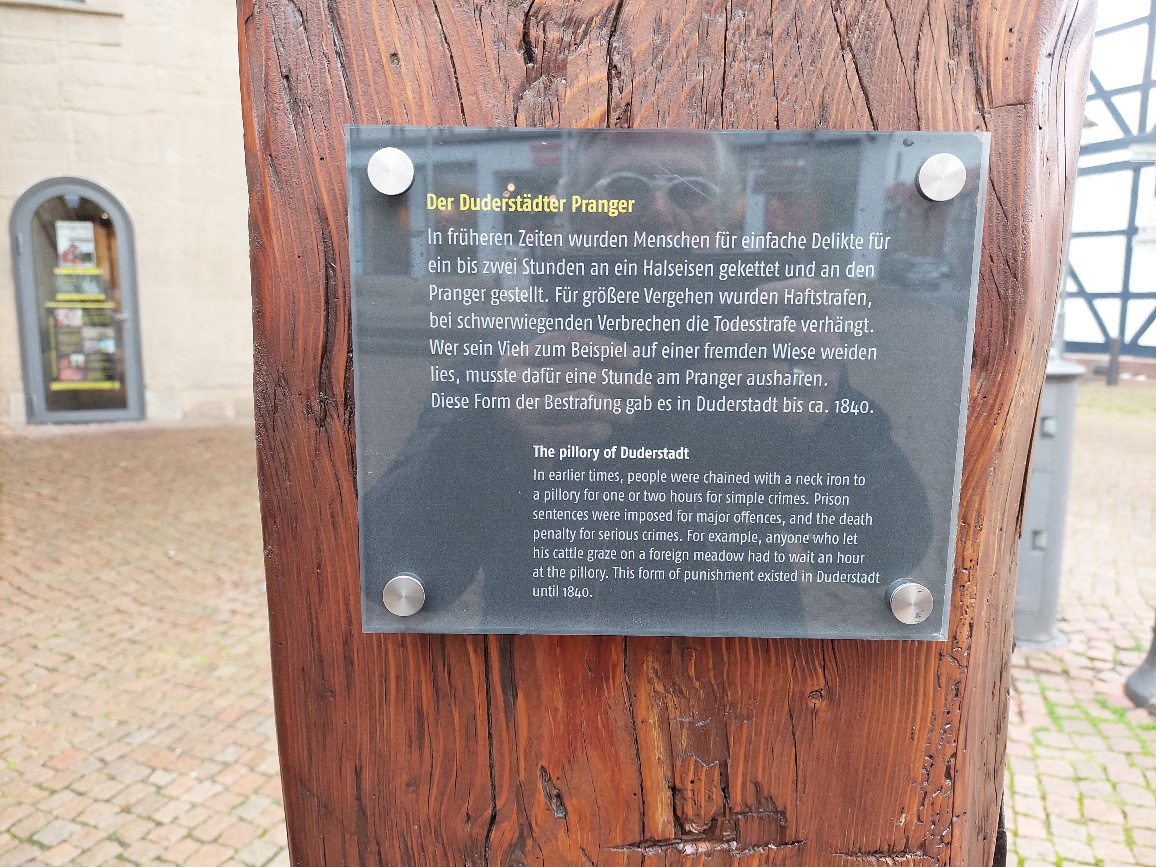 Der Duderstädter Pranger
In früheren Zeiten wurden Menschen für einfache Delikte für
ein bis zwei Stunden an ein Halseisen gekettet und an den
Pranger gestellt. Für größere Vergehen wurden Haftstrafen,
bei schwerwiegenden Verbrechen die Todesstrafe verhängt.
Wer sein Vieh zum Beispiel auf einer fremden Wiese weiden
lies, musste dafür eine Stunde am Pranger ausharren.
Diese Form der Bestrafung gab es in Duderstadt bis ca. 1840.
The pillory of Duderstadt
In earlier times, people were chained with a neck iron to
a pillory for one or two hours for simple crimes. Prison
sentences were imposed for major offences, and the death
penalty for serious crimes. For example, anyone who let
his cattle graze on a foreign meadow had to wait an hour
at the pillory. This form of punishment existed in Duderstadt
until 1840.